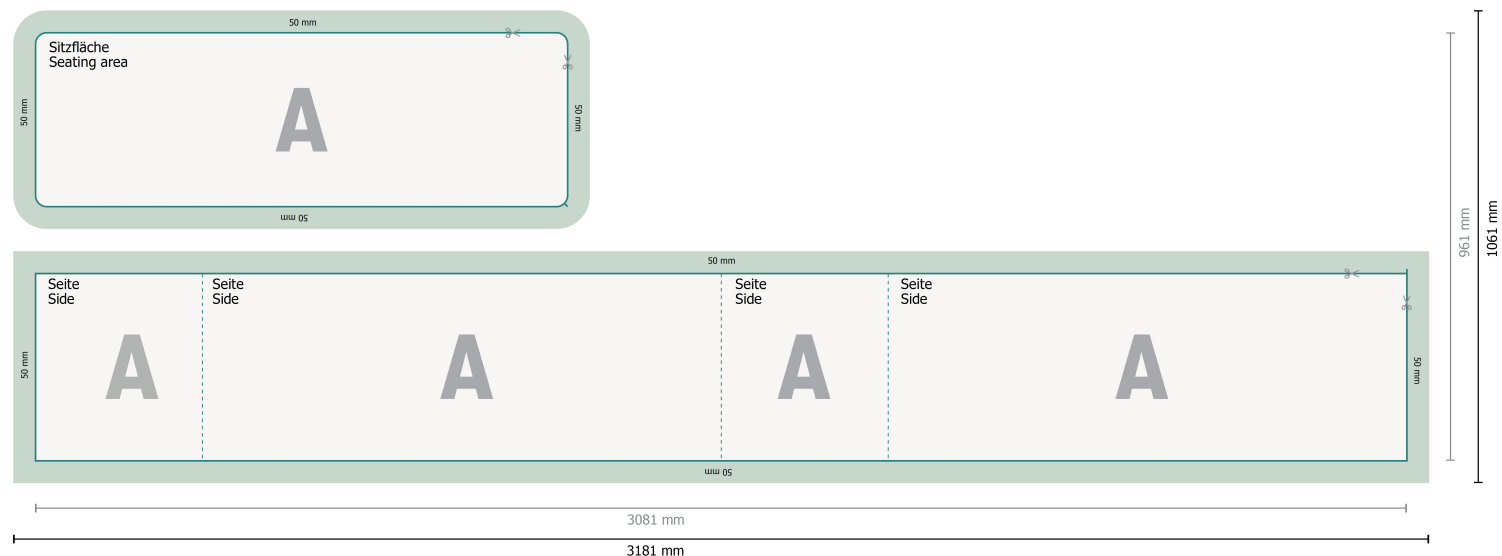 50 mm
Sitzfläche
Seating area
A
50 mm
50 mm
50 mm
961 mm
1061 mm
50 mm
Seite
Side
Seite
Side
Seite
Side
Seite
Side
A
A
A
A
50 mm
50 mm
50 mm
3081 mm
3181 mm